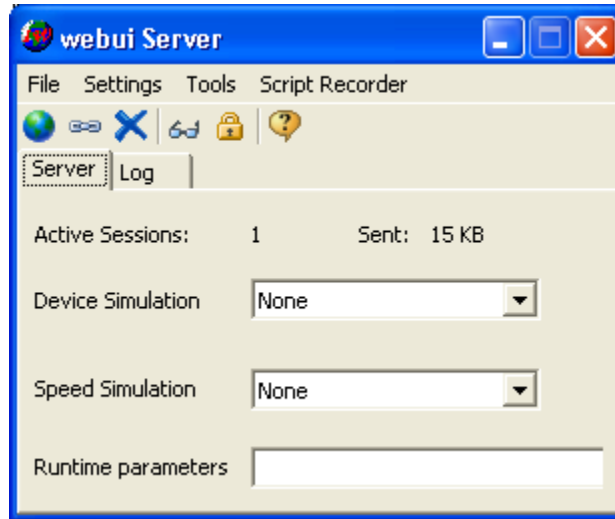 webui Server
File Settings Tools Script Recorder
Server Log
Active Sessions: 1 Sent: 15 KB
Device Simulation None
Speed Simulation None
Runtime parameters